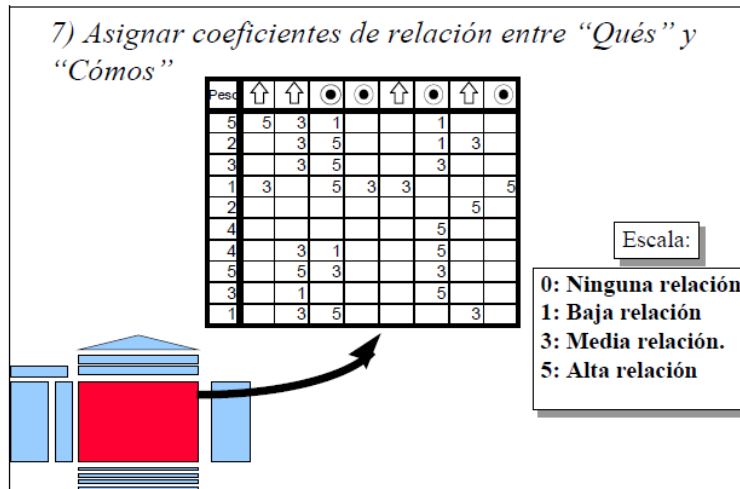 7) Asignar coeficientes de relación entre “Qués” y
“Cómos”
Peso
5 5 3 1 1
2 3 5 1 3
3 3 5 3
1 3 5 3 3 5
2 5
4 5
4 3 1 5
5 5 3 3
3 1 5
1 3 5 3
Escala:
0: Ninguna relación
1: Baja relación
3: Media relación.
5: Alta relación